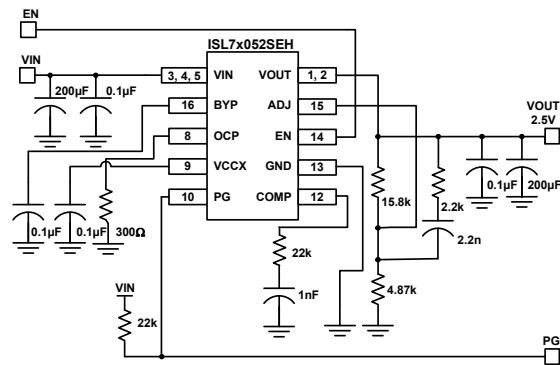 EN
ISL7x052SEH
VIN
3, 4, 5
VIN
VOUT
1, 2
200µF
0.1µF
16
BYP
ADJ
15
VOUT
2.5V
8
OCP
EN
14
9
VCCX
GND
13
10
PG
COMP
12
15.8k
2.2k
0.1µF
200µF
0.1µF
0.1µF
300Ω
22k
2.2n
1nF
4.87k
VIN
22k
PG